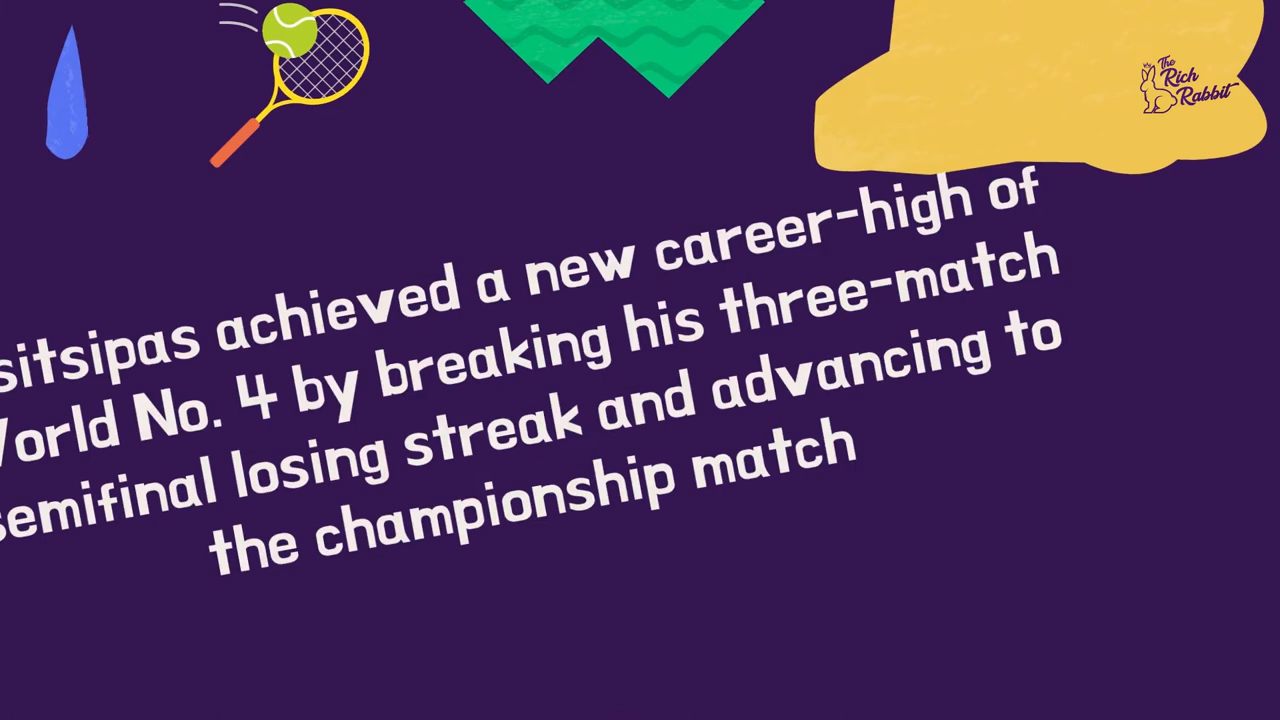 The
Rich
Rabbit
sitsipas achieved a new career-high of
World No. 4 by breaking his three-match
semifinal losing streak and advancing to
the championship match